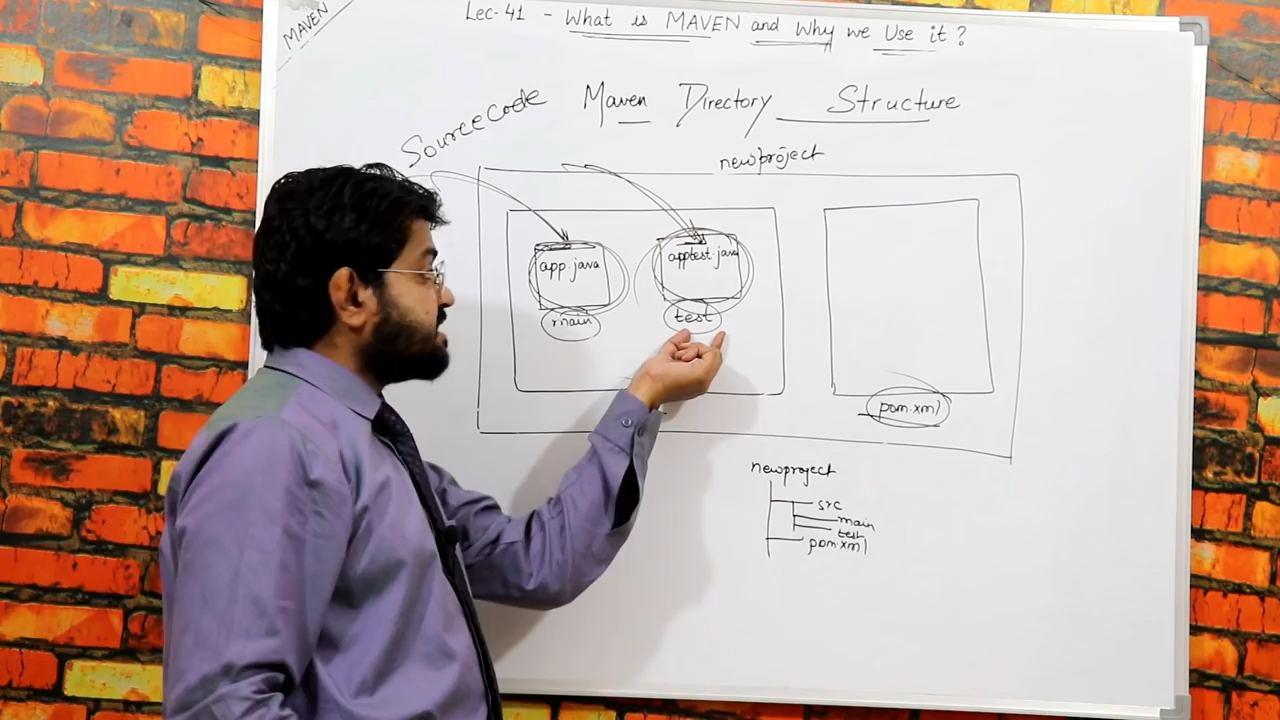 MAVEN
Lec-41 - What is MAVEN and Why we Use it ?
Source code
Maven Directory Structure
newproject
app.java
apptest.java
main
test
pom.xml
newproject
src
main
test
pom.xml